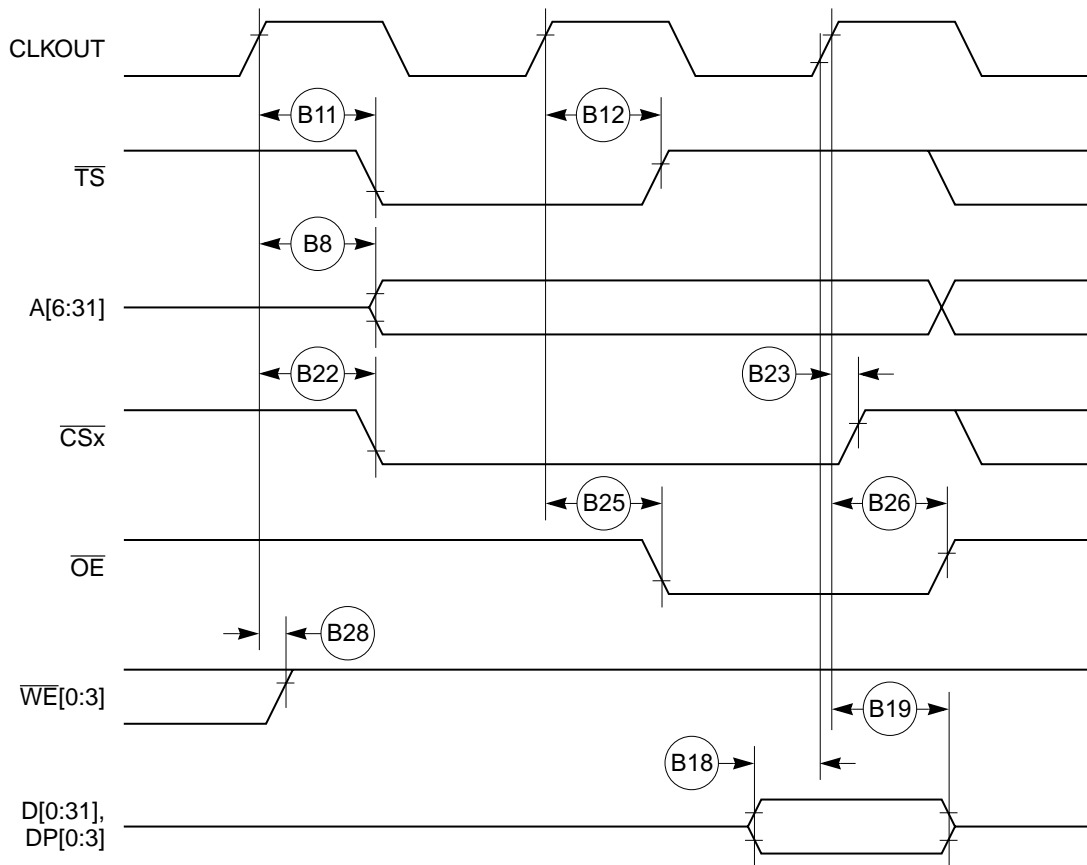 CLKOUT
B11
B12
TS
B8
A[6:31]
B22
B23
CSx
B25
B26
OE
B28
WE[0:3]
B19
B18
D[0:31],
DP[0:3]